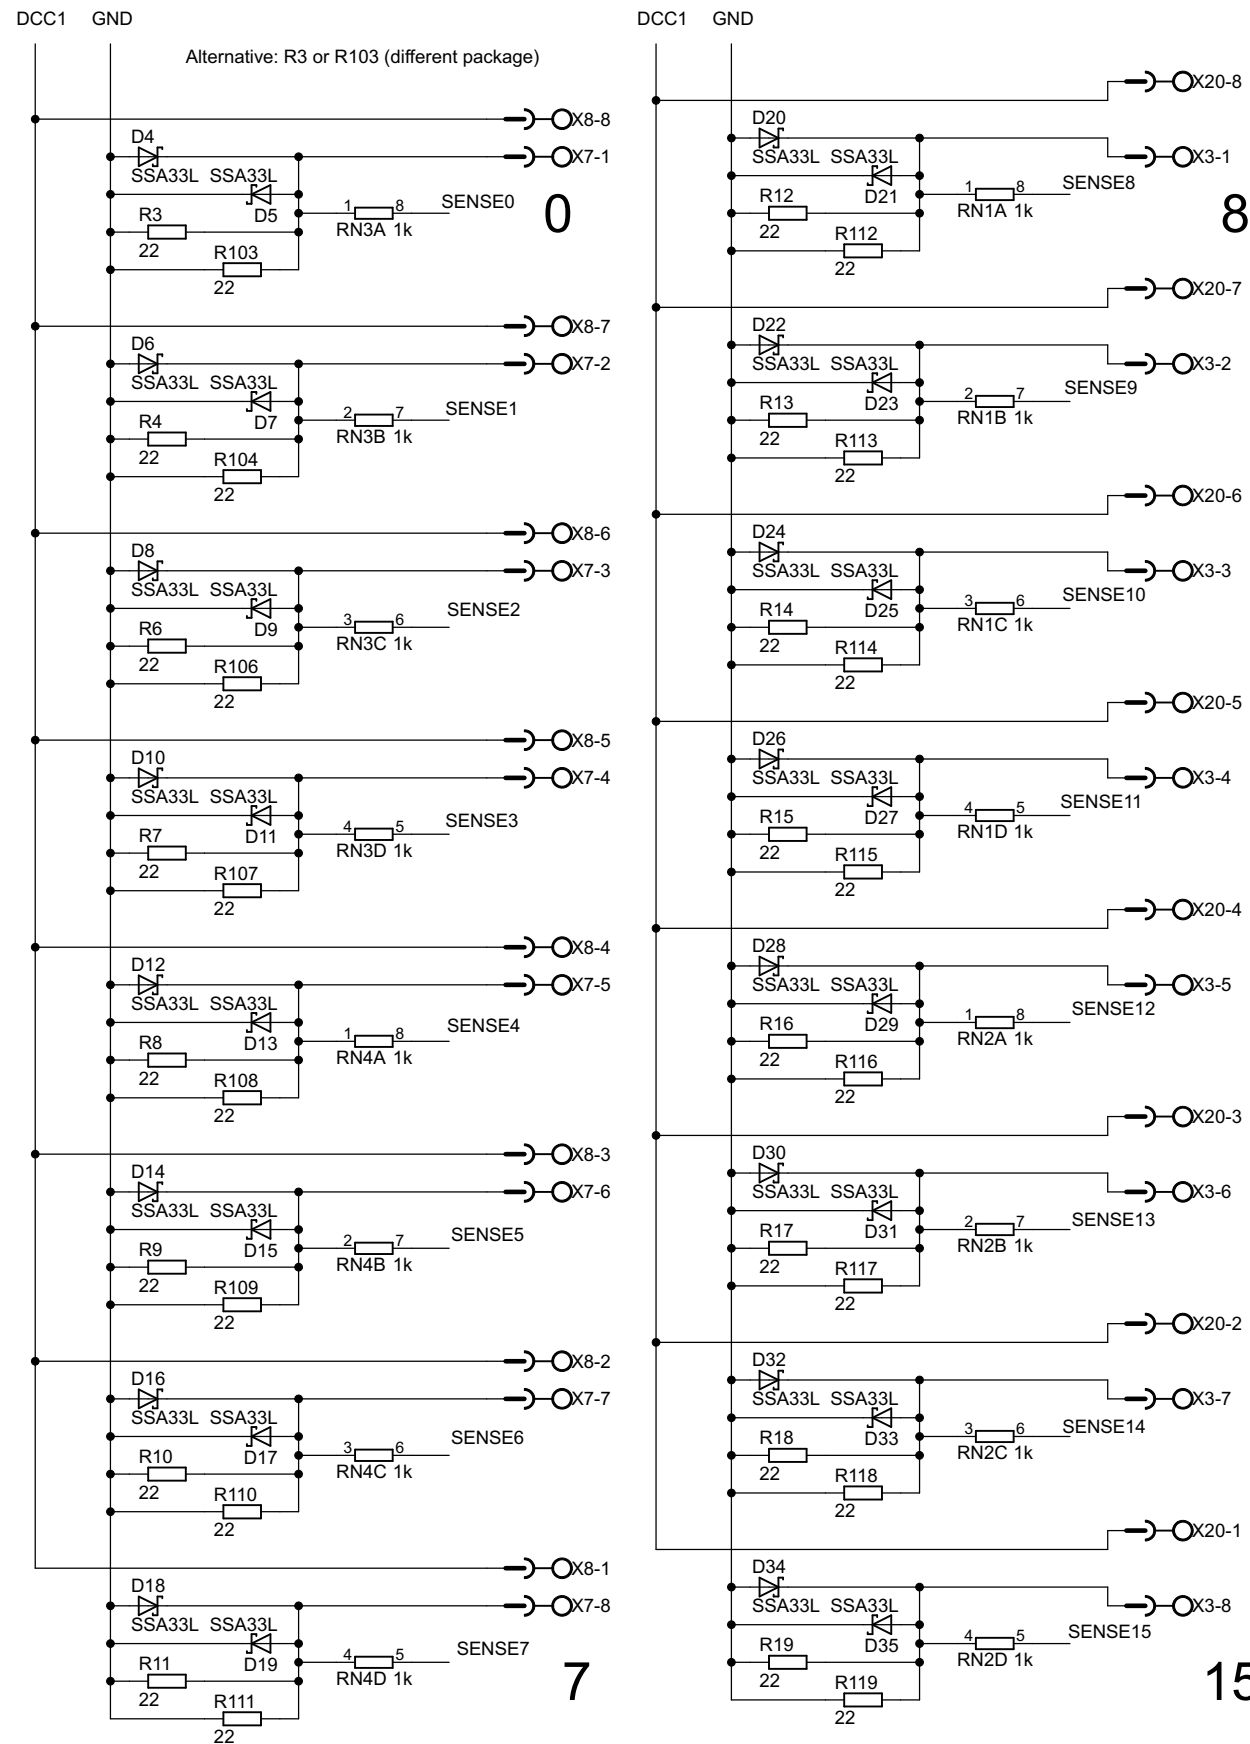 DCC1 GND
Alternative: R3 or R103 (different package)
X8-8
D4
X7-1
SSA33L SSA33L
SENSE0
0
D5
1 8
R3
RN3A 1k
22
R103
22
X8-7
D6
X7-2
SSA33L SSA33L
SENSE1
D7
2 7
R4
RN3B 1k
22
R104
22
X8-6
D8
X7-3
SSA33L SSA33L
SENSE2
D9
3 6
R6
RN3C 1k
22
R106
22
X8-5
D10
X7-4
SSA33L SSA33L
SENSE3
D11
4 5
R7
RN3D 1k
22
R107
22
X8-4
D12
X7-5
SSA33L SSA33L
SENSE4
D13
1 8
R8
RN4A 1k
22
R108
22
X8-3
D14
X7-6
SSA33L SSA33L
SENSE5
D15
2 7
R9
RN4B 1k
22
R109
22
X8-2
D16
X7-7
SSA33L SSA33L
SENSE6
D17
3 6
R10
RN4C 1k
22
R110
22
X8-1
D18
X7-8
SSA33L SSA33L
SENSE7
D19
4 5
R11
RN4D 1k
7
22
R111
22
DCC1 GND
X20-8
D20
X3-1
SSA33L SSA33L
SENSE8
1 8
D21
R12
RN1A 1k
8
22
R112
22
X20-7
D22
X3-2
SSA33L SSA33L
SENSE9
2 7
D23
R13
RN1B 1k
22
R113
22
X20-6
D24
X3-3
SSA33L SSA33L
SENSE10
3 6
D25
R14
RN1C 1k
22
R114
22
X20-5
D26
X3-4
SSA33L SSA33L
SENSE11
4 5
D27
R15
RN1D 1k
22
R115
22
X20-4
D28
X3-5
SSA33L SSA33L
SENSE12
1 8
D29
R16
RN2A 1k
22
R116
22
X20-3
D30
X3-6
SSA33L SSA33L
SENSE13
2 7
D31
R17
RN2B 1k
22
R117
22
X20-2
D32
X3-7
SSA33L SSA33L
SENSE14
3 6
D33
R18
RN2C 1k
22
R118
22
X20-1
D34
X3-8
SSA33L SSA33L
SENSE15
4 5
D35
R19
RN2D 1k
22
R119
15
22